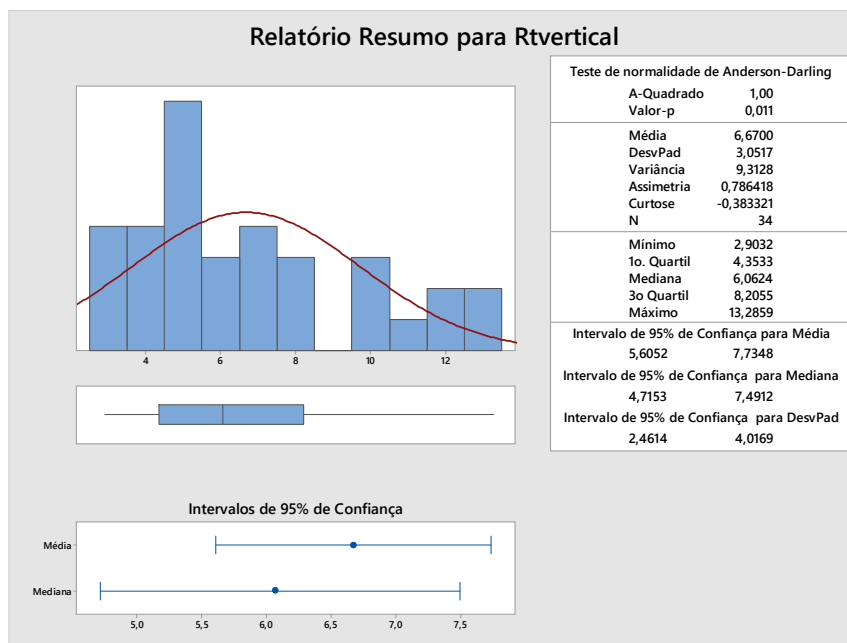 Relatório Resumo para Rtvertical
4 6 8 10 12
Teste de normalidade de Anderson-Darling
A-Quadrado 1,00
Valor-p 0,011
Média 6,6700
DesvPad 3,0517
Variância 9,3128
Assimetria 0,786418
Curtose -0,383321
N 34
Mínimo 2,9032
1o. Quartil 4,3533
Mediana 6,0624
3o Quartil 8,2055
Máximo 13,2859
Intervalo de 95% de Confiança para Média
5,6052 7,7348
Intervalo de 95% de Confiança para Mediana
4,7153 7,4912
Intervalo de 95% de Confiança para DesvPad
2,4614 4,0169
Intervalos de 95% de Confiança
Média
Mediana
5,0 5,5 6,0 6,5 7,0 7,5